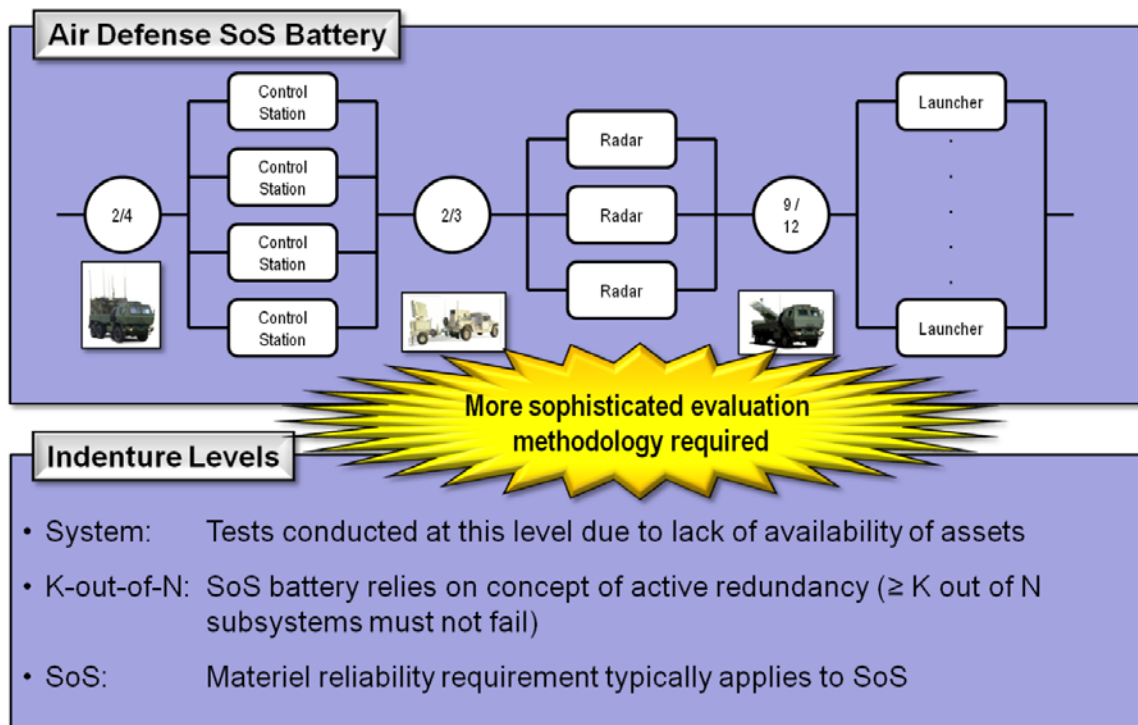 Air Defense SoS Battery
2/4
Control
Station
Control
Station
Control
Station
Control
Station
2/3
Radar
Radar
Radar
9 /
12
Launcher
.
.
.
.
.
Launcher
More sophisticated evaluation
methodology required
Indenture Levels
• System: Tests conducted at this level due to lack of availability of assets
• K-out-of-N: SoS battery relies on concept of active redundancy (≥ K out of N
subsystems must not fail)
• SoS: Materiel reliability requirement typically applies to SoS